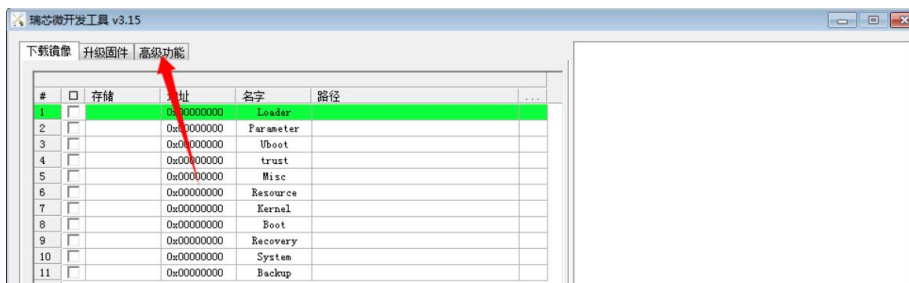 瑞芯微开发工具 v3.15
下载镜像 升级固件 高级功能
# 存储 地址 名字 路径 ...
1 0x00000000 Loader
2 0x00000000 Parameter
3 0x00000000 Uboot
4 0x00000000 trust
5 0x00000000 Misc
6 0x00000000 Resource
7 0x00000000 Kernel
8 0x00000000 Boot
9 0x00000000 Recovery
10 0x00000000 System
11 0x00000000 Backup